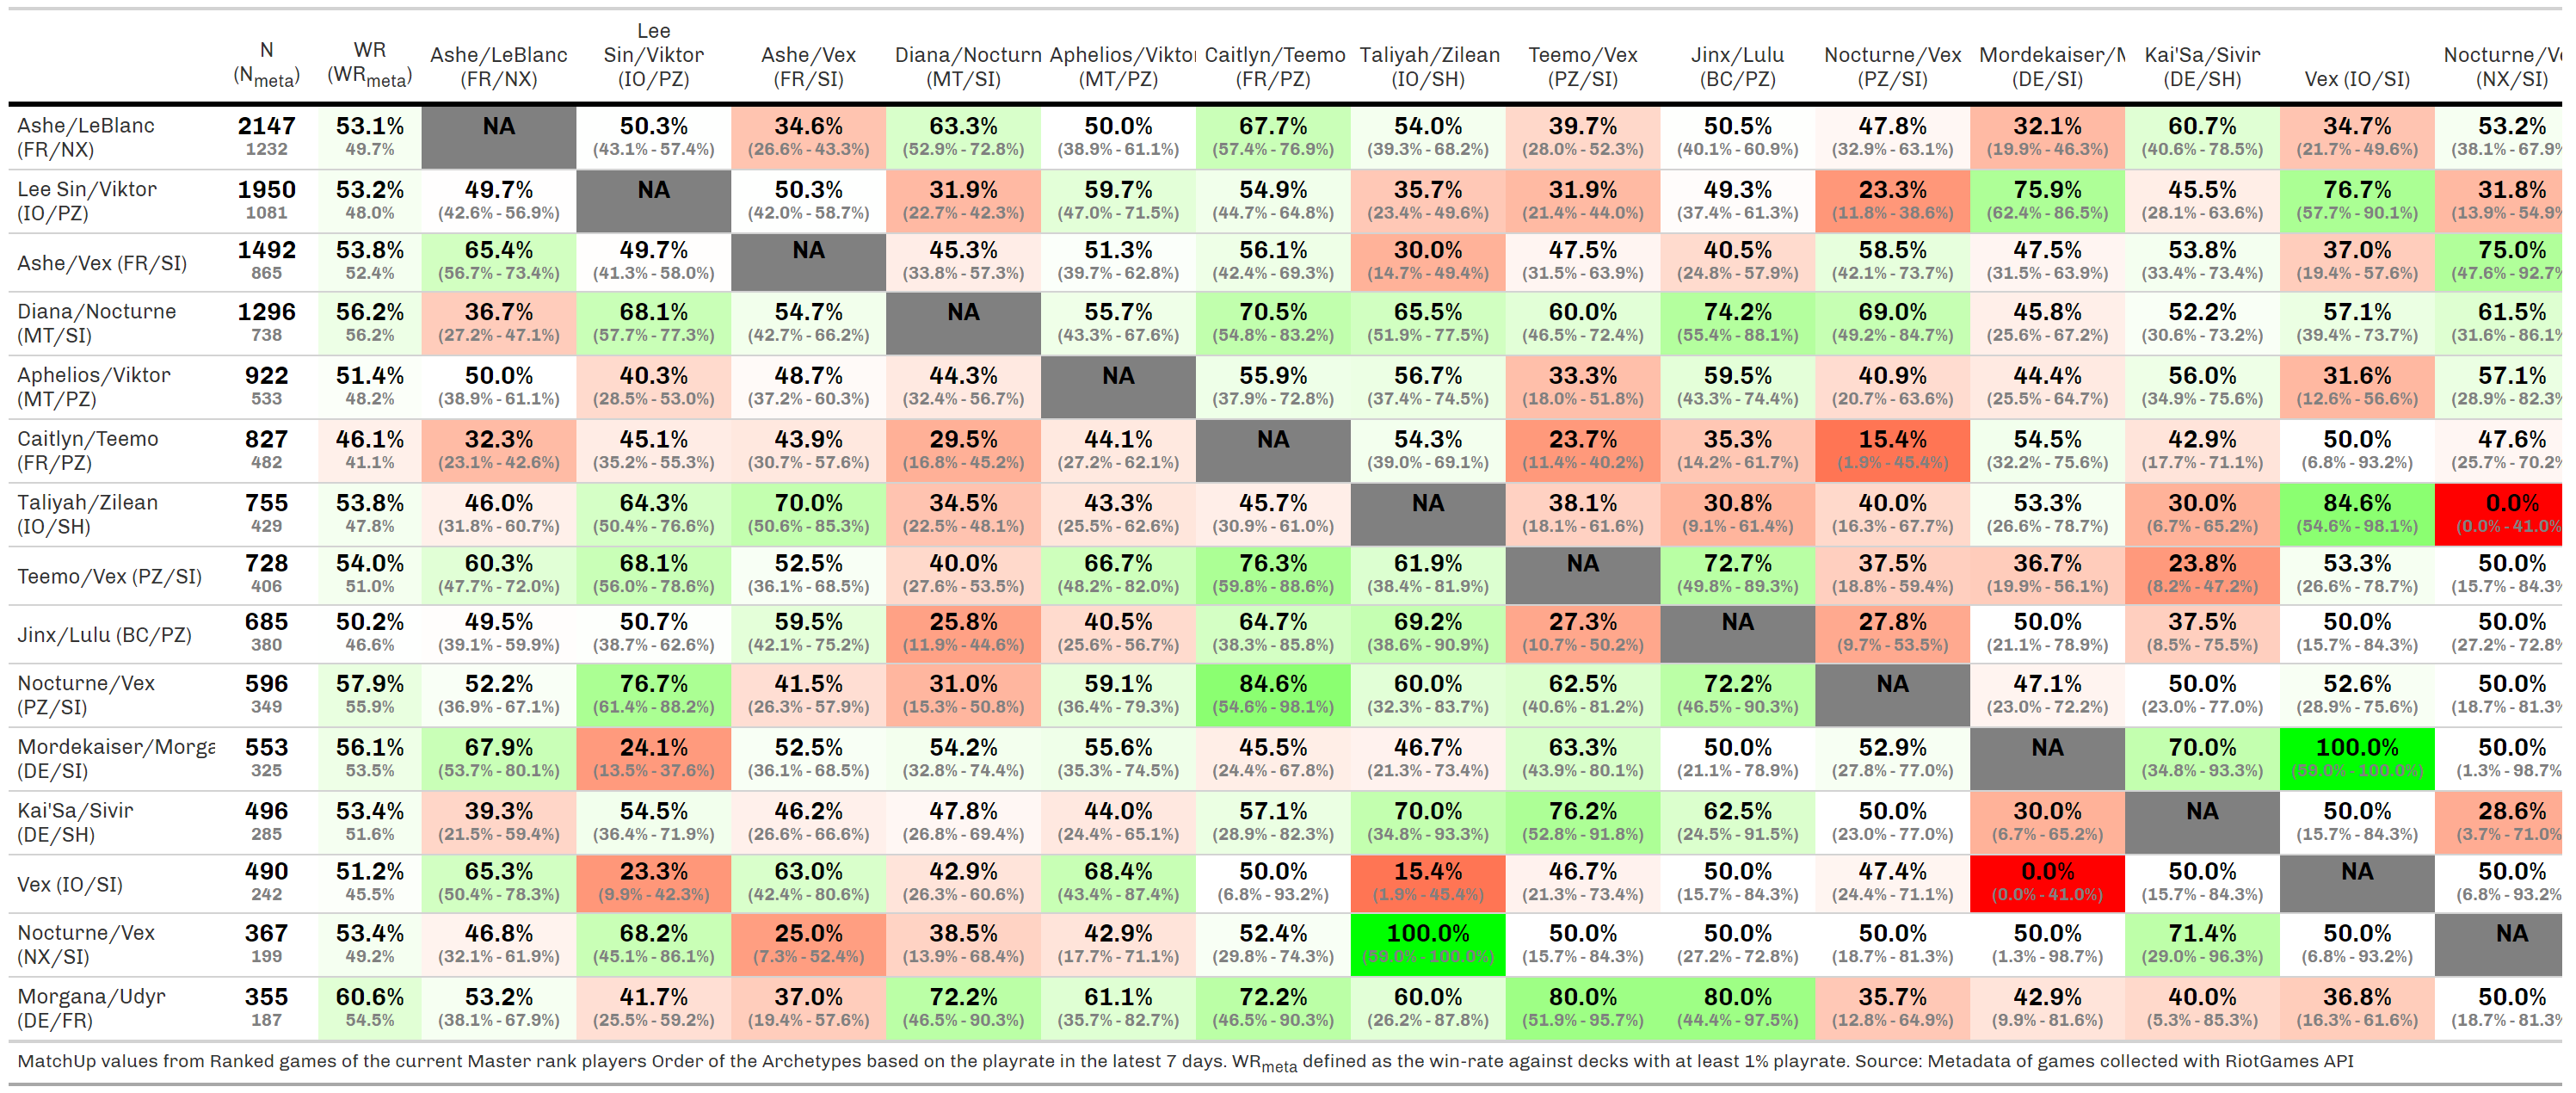 N (Nmeta) WR (WRmeta) Ashe/LeBlanc (FR/NX) Lee Sin/Viktor (IO/PZ) Ashe/Vex (FR/SI) Diana/Nocturn (MT/SI) Aphelios/Viktor (MT/PZ) Caitlyn/Teemo (FR/PZ) Taliyah/Zilean (IO/SH) Teemo/Vex (PZ/SI) Jinx/Lulu (BC/PZ) Nocturne/Vex (PZ/SI) Mordekaiser/M (DE/SI) Kai'Sa/Sivir (DE/SH) Vex (IO/SI) Nocturne/Ve (NX/SI)
Ashe/LeBlanc 2147 53.1% NA 50.3% 34.6% 63.3% 50.0% 67.7% 54.0% 39.7% 50.5% 47.8% 32.1% 60.7% 34.7% 53.2%
(FR/NX) 1232 49.7% (43.1% - 57.4%) (26.6% - 43.3%) (52.9% - 72.8%) (38.9% - 61.1%) (57.4% - 76.9%) (39.3% - 68.2%) (28.0% - 52.3%) (40.1% - 60.9%) (32.9% - 63.1%) (19.9% - 46.3%) (40.6% - 78.5%) (21.7% - 49.6%) (38.1% - 67.9%
Lee Sin/Viktor 1950 53.2% 49.7% NA 50.3% 31.9% 59.7% 54.9% 35.7% 31.9% 49.3% 23.3% 75.9% 45.5% 76.7% 31.8%
(IO/PZ) 1081 48.0% (42.6% - 56.9%) (42.0% - 58.7%) (22.7% - 42.3%) (47.0% - 71.5%) (44.7% - 64.8%) (23.4% - 49.6%) (21.4% - 44.0%) (37.4% - 61.3%) (11.8% - 38.6%) (62.4% - 86.5%) (28.1% - 63.6%) (57.7% - 90.1%) (13.9% - 54.9%
Ashe/Vex (FR/SI) 1492 53.8% 65.4% 49.7% NA 45.3% 51.3% 56.1% 30.0% 47.5% 40.5% 58.5% 47.5% 53.8% 37.0% 75.0%
865 52.4% (56.7% - 73.4%) (41.3% - 58.0%) (33.8% - 57.3%) (39.7% - 62.8%) (42.4% - 69.3%) (14.7% - 49.4%) (31.5% - 63.9%) (24.8% - 57.9%) (42.1% - 73.7%) (31.5% - 63.9%) (33.4% - 73.4%) (19.4% - 57.6%) (47.6% - 92.7%
Diana/Nocturne 1296 56.2% 36.7% 68.1% 54.7% NA 55.7% 70.5% 65.5% 60.0% 74.2% 69.0% 45.8% 52.2% 57.1% 61.5%
(MT/SI) 738 56.2% (27.2% - 47.1%) (57.7% - 77.3%) (42.7% - 66.2%) (43.3% - 67.6%) (54.8% - 83.2%) (51.9% - 77.5%) (46.5% - 72.4%) (55.4% - 88.1%) (49.2% - 84.7%) (25.6% - 67.2%) (30.6% - 73.2%) (39.4% - 73.7%) (31.6% - 86.1%
Aphelios/Viktor 922 51.4% 50.0% 40.3% 48.7% 44.3% NA 55.9% 56.7% 33.3% 59.5% 40.9% 44.4% 56.0% 31.6% 57.1%
(MT/PZ) 533 48.2% (38.9% - 61.1%) (28.5% - 53.0%) (37.2% - 60.3%) (32.4% - 56.7%) (37.9% - 72.8%) (37.4% - 74.5%) (18.0% - 51.8%) (43.3% - 74.4%) (20.7% - 63.6%) (25.5% - 64.7%) (34.9% - 75.6%) (12.6% - 56.6%) (28.9% - 82.3%
Caitlyn/Teemo 827 46.1% 32.3% 45.1% 43.9% 29.5% 44.1% NA 54.3% 23.7% 35.3% 15.4% 54.5% 42.9% 50.0% 47.6%
(FR/PZ) 482 41.1% (23.1% - 42.6%) (35.2% - 55.3%) (30.7% - 57.6%) (16.8% - 45.2%) (27.2% - 62.1%) (39.0% - 69.1%) (11.4% - 40.2%) (14.2% - 61.7%) (1.9% - 45.4%) (32.2% - 75.6%) (17.7% - 71.1%) (6.8% - 93.2%) (25.7% - 70.2%
Taliyah/Zilean 755 53.8% 46.0% 64.3% 70.0% 34.5% 43.3% 45.7% NA 38.1% 30.8% 40.0% 53.3% 30.0% 84.6% 0.0%
(IO/SH) 429 47.8% (31.8% - 60.7%) (50.4% - 76.6%) (50.6% - 85.3%) (22.5% - 48.1%) (25.5% - 62.6%) (30.9% - 61.0%) (18.1% - 61.6%) (9.1% - 61.4%) (16.3% - 67.7%) (26.6% - 78.7%) (6.7% - 65.2%) (54.6% - 98.1%) (0.0% - 41.0%
Teemo/Vex (PZ/SI) 728 54.0% 60.3% 68.1% 52.5% 40.0% 66.7% 76.3% 61.9% NA 72.7% 37.5% 36.7% 23.8% 53.3% 50.0%
406 51.0% (47.7% - 72.0%) (56.0% - 78.6%) (36.1% - 68.5%) (27.6% - 53.5%) (48.2% - 82.0%) (59.8% - 88.6%) (38.4% - 81.9%) (49.8% - 89.3%) (18.8% - 59.4%) (19.9% - 56.1%) (8.2% - 47.2%) (26.6% - 78.7%) (15.7% - 84.3%
Jinx/Lulu (BC/PZ) 685 50.2% 49.5% 50.7% 59.5% 25.8% 40.5% 64.7% 69.2% 27.3% NA 27.8% 50.0% 37.5% 50.0% 50.0%
380 46.6% (39.1% - 59.9%) (38.7% - 62.6%) (42.1% - 75.2%) (11.9% - 44.6%) (25.6% - 56.7%) (38.3% - 85.8%) (38.6% - 90.9%) (10.7% - 50.2%) (9.7% - 53.5%) (21.1% - 78.9%) (8.5% - 75.5%) (15.7% - 84.3%) (27.2% - 72.8%
Nocturne/Vex 596 57.9% 52.2% 76.7% 41.5% 31.0% 59.1% 84.6% 60.0% 62.5% 72.2% NA 47.1% 50.0% 52.6% 50.0%
(PZ/SI) 349 55.9% (36.9% - 67.1%) (61.4% - 88.2%) (26.3% - 57.9%) (15.3% - 50.8%) (36.4% - 79.3%) (54.6% - 98.1%) (32.3% - 83.7%) (40.6% - 81.2%) (46.5% - 90.3%) (23.0% - 72.2%) (23.0% - 77.0%) (28.9% - 75.6%) (18.7% - 81.3%
Mordekaiser/Morga 553 56.1% 67.9% 24.1% 52.5% 54.2% 55.6% 45.5% 46.7% 63.3% 50.0% 52.9% NA 70.0% 100.0% 50.0%
(DE/SI) 325 53.5% (53.7% - 80.1%) (13.5% - 37.6%) (36.1% - 68.5%) (32.8% - 74.4%) (35.3% - 74.5%) (24.4% - 67.8%) (21.3% - 73.4%) (43.9% - 80.1%) (21.1% - 78.9%) (27.8% - 77.0%) (34.8% - 93.3%) (59.0% - 100.0%) (1.3% - 98.7%
Kai'Sa/Sivir 496 53.4% 39.3% 54.5% 46.2% 47.8% 44.0% 57.1% 70.0% 76.2% 62.5% 50.0% 30.0% NA 50.0% 28.6%
(DE/SH) 285 51.6% (21.5% - 59.4%) (36.4% - 71.9%) (26.6% - 66.6%) (26.8% - 69.4%) (24.4% - 65.1%) (28.9% - 82.3%) (34.8% - 93.3%) (52.8% - 91.8%) (24.5% - 91.5%) (23.0% - 77.0%) (6.7% - 65.2%) (15.7% - 84.3%) (3.7% - 71.0%
Vex (IO/SI) 490 51.2% 65.3% 23.3% 63.0% 42.9% 68.4% 50.0% 15.4% 46.7% 50.0% 47.4% 0.0% 50.0% NA 50.0%
242 45.5% (50.4% - 78.3%) (9.9% - 42.3%) (42.4% - 80.6%) (26.3% - 60.6%) (43.4% - 87.4%) (6.8% - 93.2%) (1.9% - 45.4%) (21.3% - 73.4%) (15.7% - 84.3%) (24.4% - 71.1%) (0.0% - 41.0%) (15.7% - 84.3%) (6.8% - 93.2%
Nocturne/Vex 367 53.4% 46.8% 68.2% 25.0% 38.5% 42.9% 52.4% 100.0% 50.0% 50.0% 50.0% 50.0% 71.4% 50.0% NA
(NX/SI) 199 49.2% (32.1% - 61.9%) (45.1% - 86.1%) (7.3% - 52.4%) (13.9% - 68.4%) (17.7% - 71.1%) (29.8% - 74.3%) (59.0% - 100.0%) (15.7% - 84.3%) (27.2% - 72.8%) (18.7% - 81.3%) (1.3% - 98.7%) (29.0% - 96.3%) (6.8% - 93.2%)
Morgana/Udyr 355 60.6% 53.2% 41.7% 37.0% 72.2% 61.1% 72.2% 60.0% 80.0% 80.0% 35.7% 42.9% 40.0% 36.8% 50.0%
(DE/FR) 187 54.5% (38.1% - 67.9%) (25.5% - 59.2%) (19.4% - 57.6%) (46.5% - 90.3%) (35.7% - 82.7%) (46.5% - 90.3%) (26.2% - 87.8%) (51.9% - 95.7%) (44.4% - 97.5%) (12.8% - 64.9%) (9.9% - 81.6%) (5.3% - 85.3%) (16.3% - 61.6%) (18.7% - 81.3%
MatchUp values from Ranked games of the current Master rank players Order of the Archetypes based on the playrate in the latest 7 days. WRmeta defined as the win-rate against decks with at least 1% playrate. Source: Metadata of games collected with RiotGames API